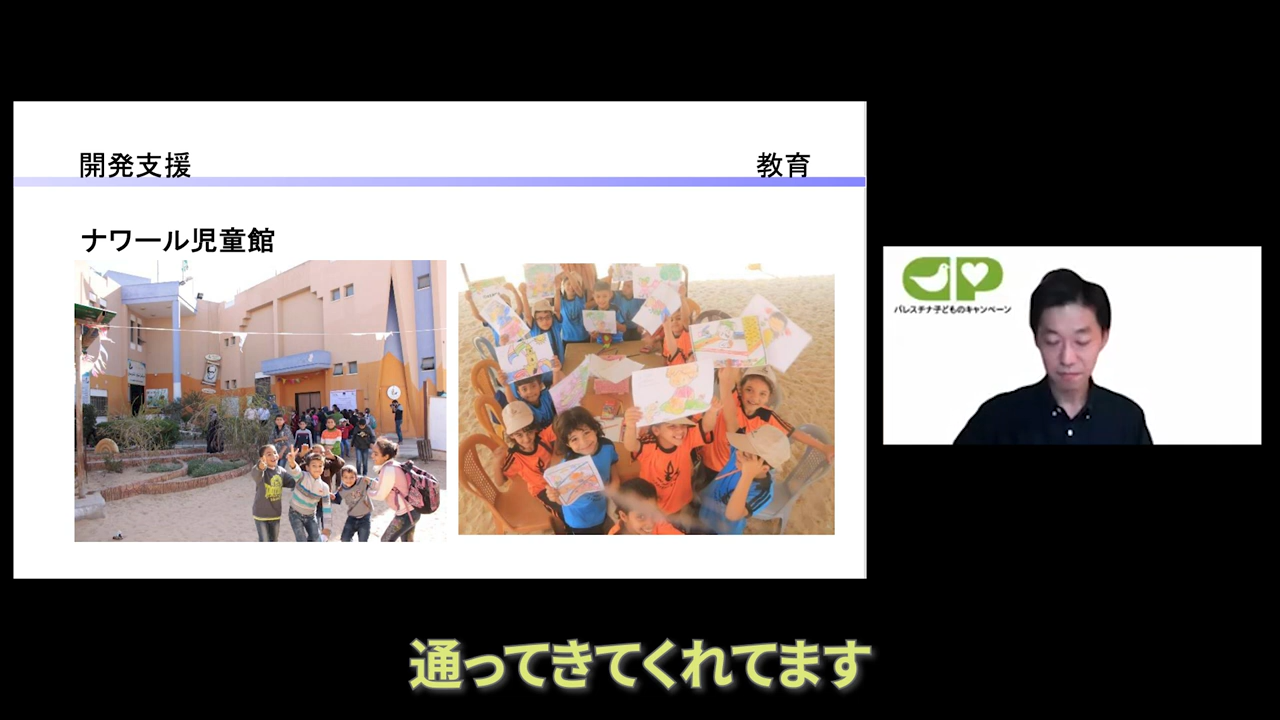 開発支援
教育
ナワール児童館
CP
パレスチナ子どものキャンペーン
通ってきてくれてます